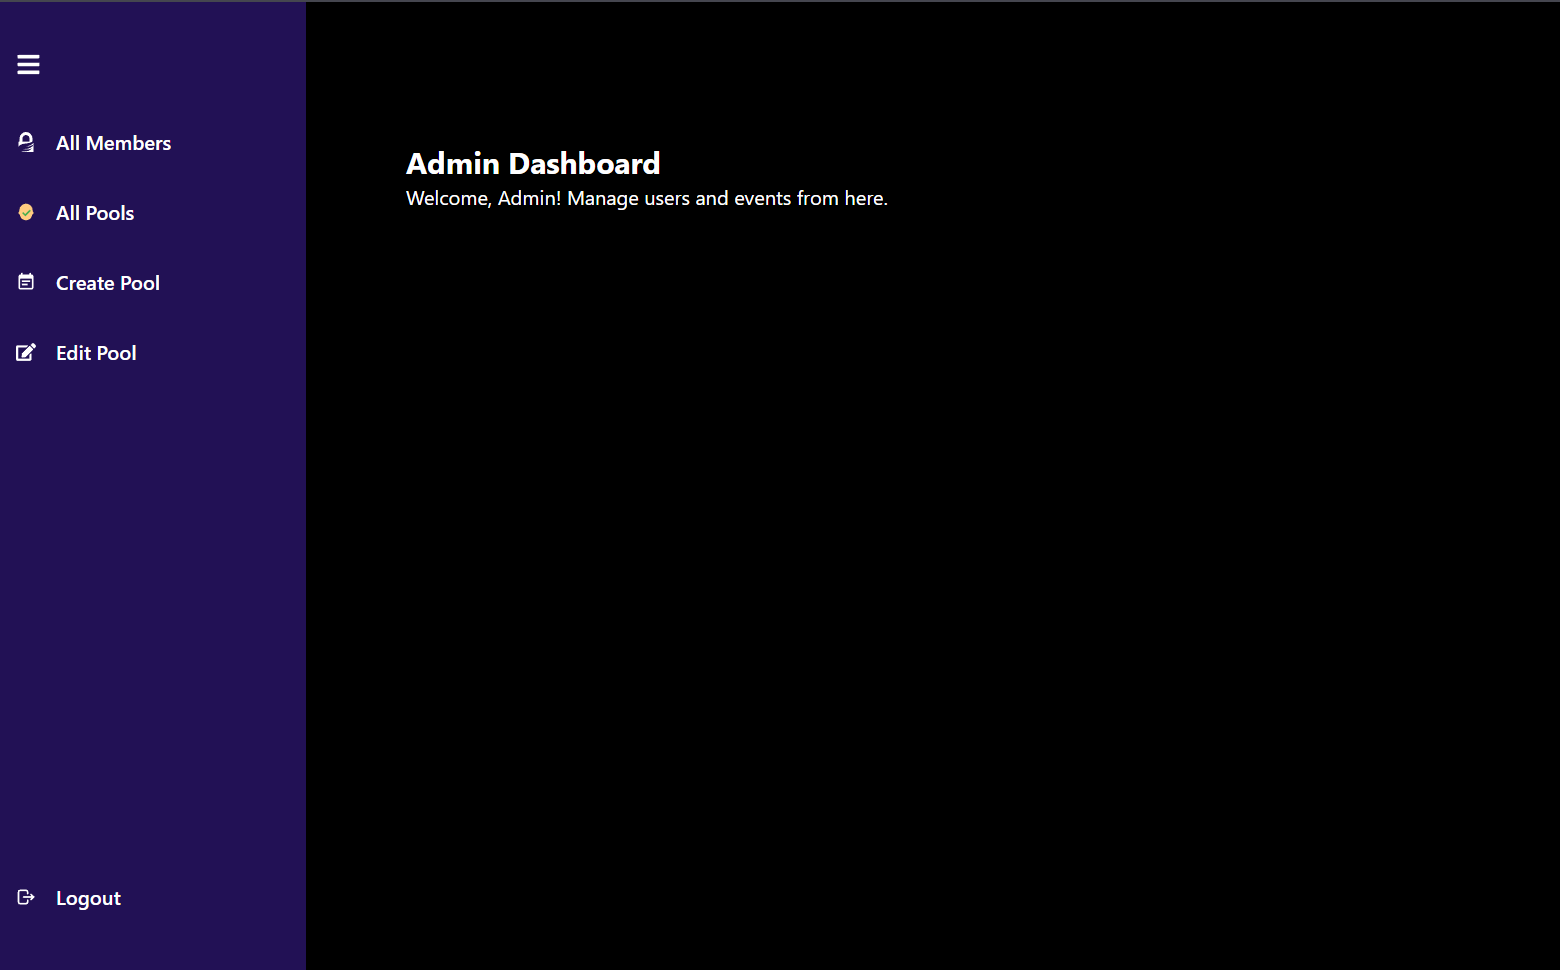 All Members
All Pools
Create Pool
Edit Pool
Logout
Admin Dashboard
Welcome, Admin! Manage users and events from here.